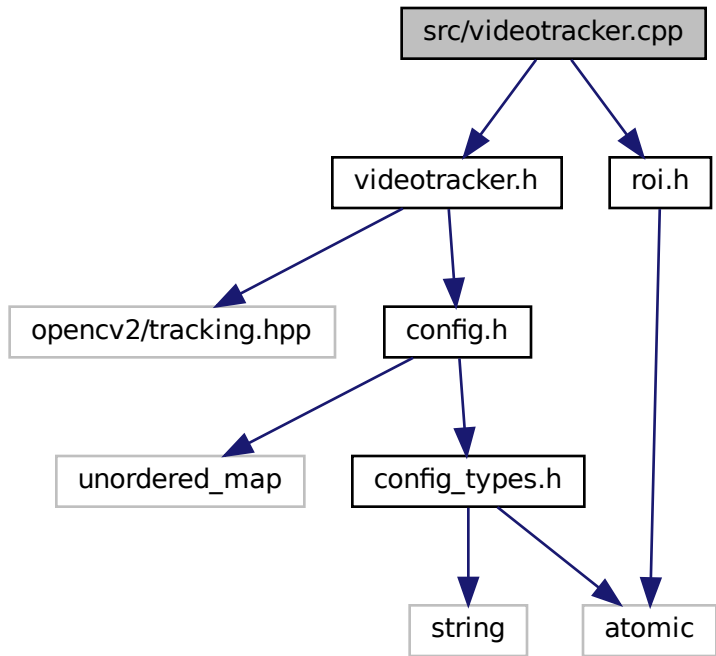 src/videotracker.cpp
videotracker.h
roi.h
opencv2/tracking.hpp
config.h
unordered_map
config_types.h
string
atomic